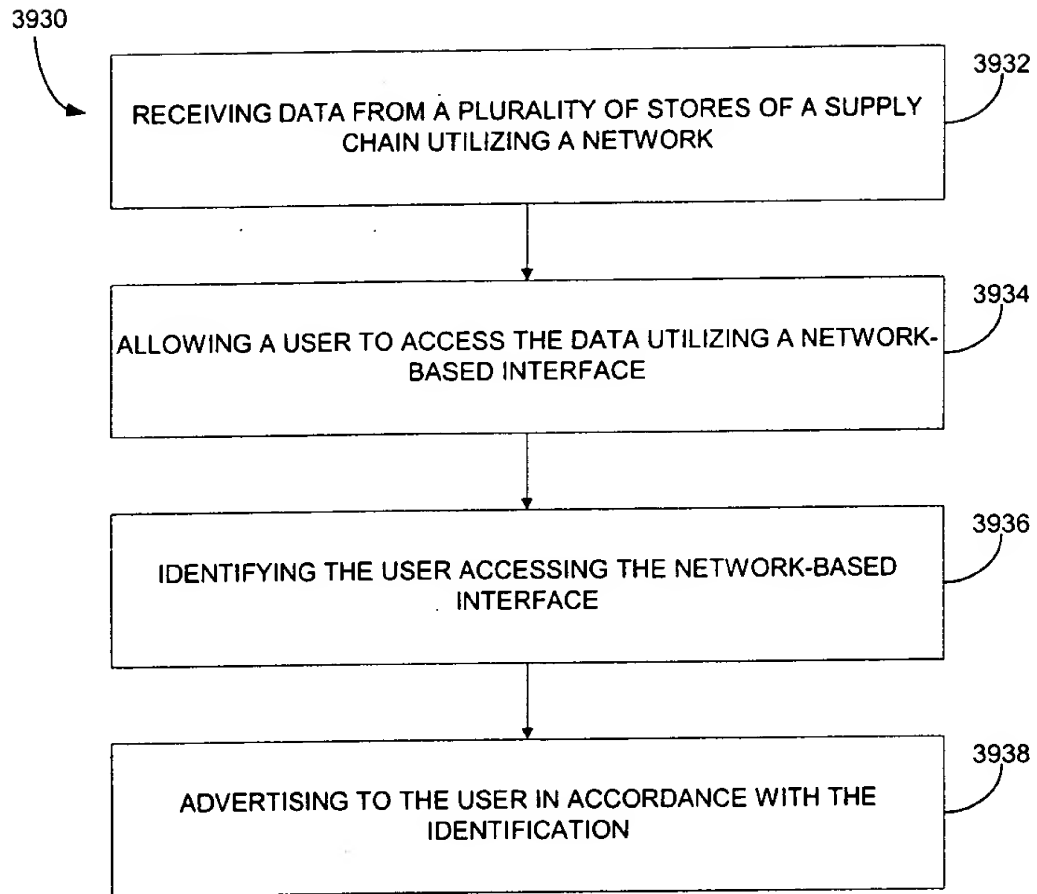 3930
3932
RECEIVING DATA FROM A PLURALITY OF STORES OF A SUPPLY
CHAIN UTILIZING A NETWORK
3934
ALLOWING A USER TO ACCESS THE DATA UTILIZING A NETWORK-
BASED INTERFACE
3936
IDENTIFYING THE USER ACCESSING THE NETWORK-BASED
INTERFACE
3938
ADVERTISING TO THE USER IN ACCORDANCE WITH THE
IDENTIFICATION